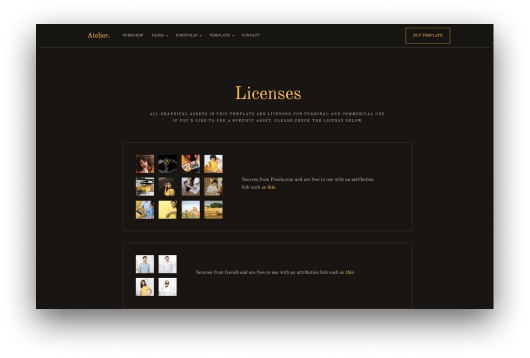 Atelier.
OVERVIEW PAGES PORTFOLIO TEMPLATE CONTACT
BUY TEMPLATE
Licenses
ALL GRAPHICAL ASSETS IN THIS TEMPLATE ARE LICENSED FOR PERSONAL AND COMMERCIAL USE.
IF YOU'D LIKE TO USE A SPECIFIC ASSET, PLEASE CHECK THE LICENSE BELOW.
Sources from Pexels.com and are free to use with an attribution
link such as this.
Sources from Icons8 and are free to use with an attribution link such as this.